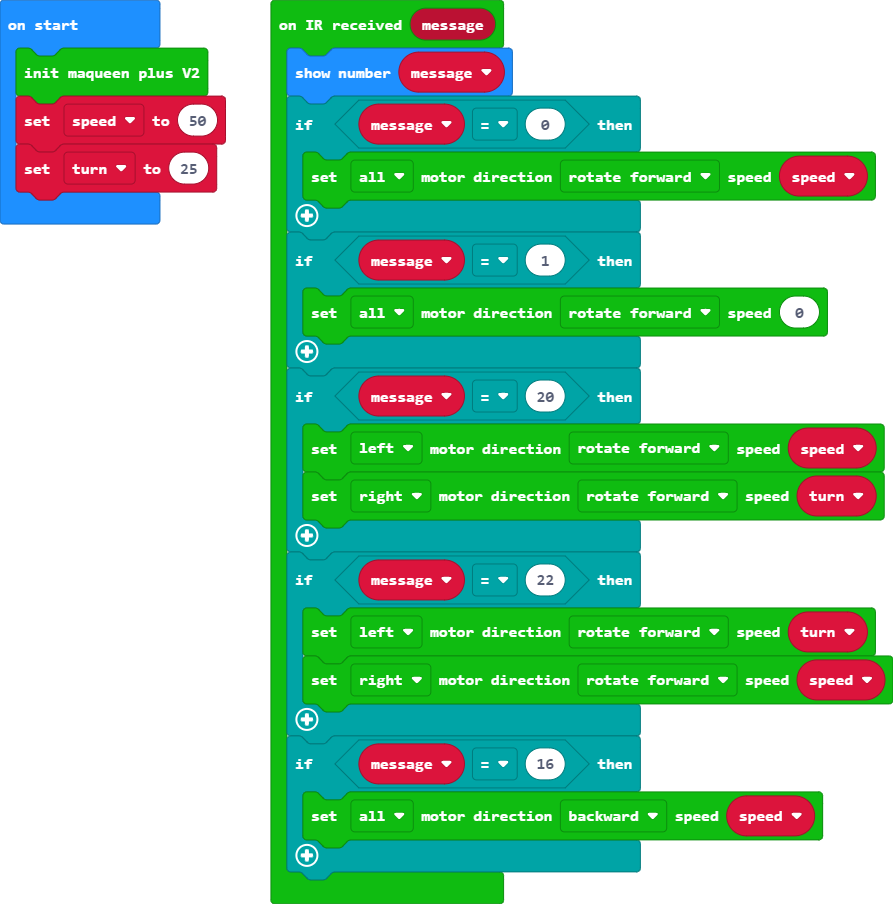 on start
init maqueen plus V2
set speed to 50
set turn to 25
on IR received message
show number message
if message = 0 then
set all motor direction rotate forward speed speed
if message = 1 then
set all motor direction rotate forward speed 0
if message = 20 then
set left motor direction rotate forward speed speed
set right motor direction rotate forward speed turn
if message = 22 then
set left motor direction rotate forward speed turn
set right motor direction rotate forward speed speed
if message = 16 then
set all motor direction backward speed speed